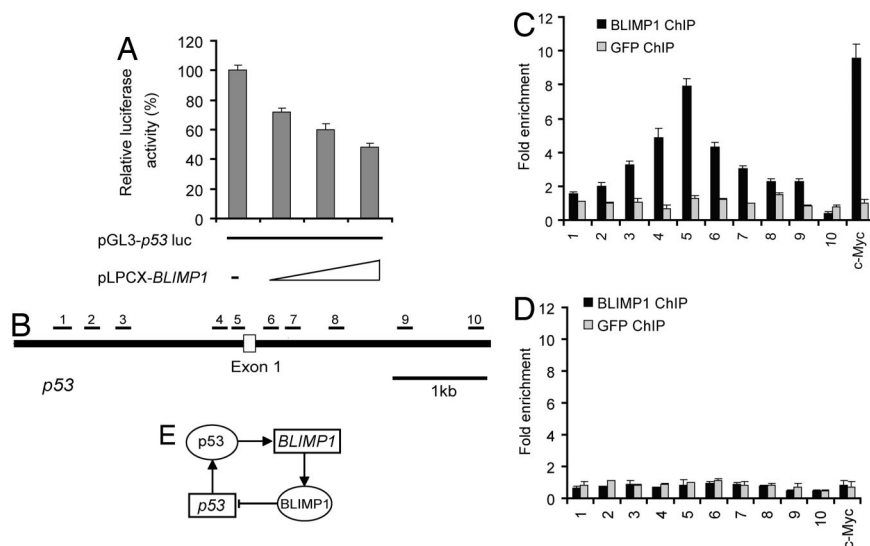 A
Relative luciferase activity (%)
120
100
80
60
40
120
0
pGL3-p53 luc
pLPCX-BLIMP1
-
B
1 2 3 4 5 6 7 8 9 10
Exon 1
p53
1kb
E
p53
BLIMP1
p53
BLIMP1
C
Fold enrichment
12
10
8
6
4
2
0
BLIMP1 ChIP
GFP ChIP
1 2 3 4 5 6 7 8 9 10 c-Myc
D
Fold enrichment
12
10
8
6
4
2
0
BLIMP1 ChIP
GFP ChIP
1 2 3 4 5 6 7 8 9 10 c-Myc